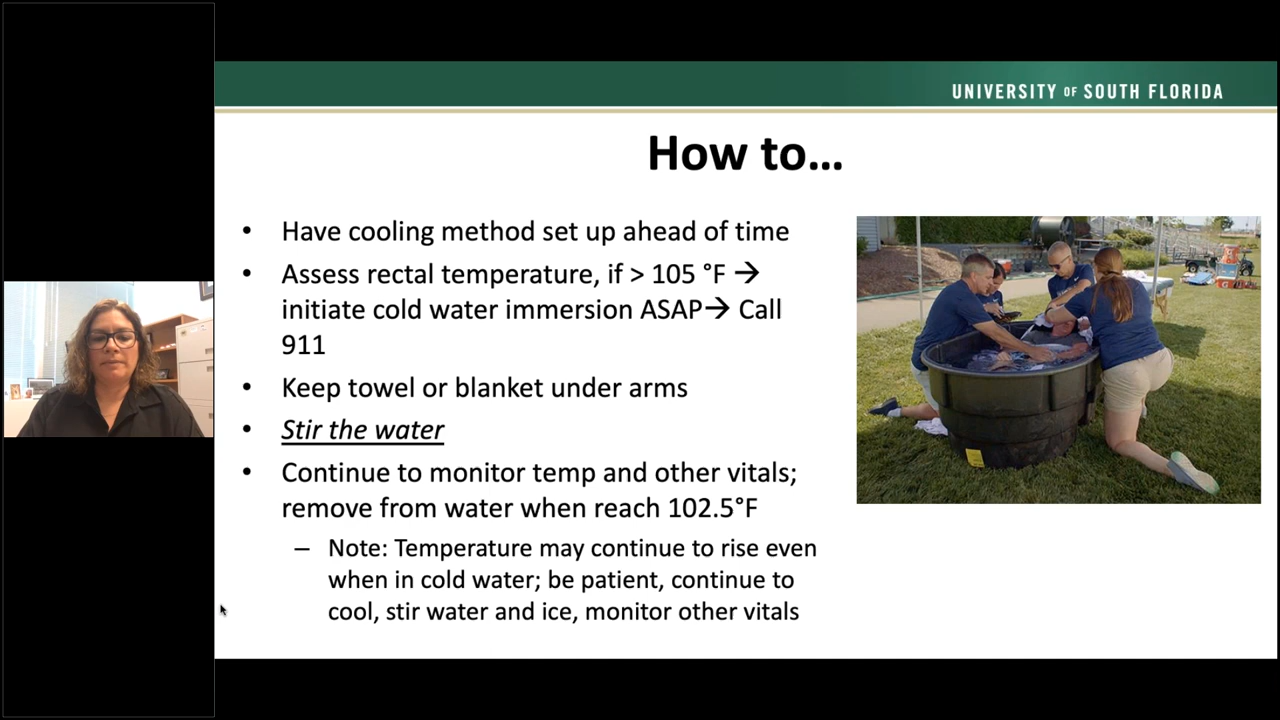 UNIVERSITY OF SOUTH FLORIDA
How to...
• Have cooling method set up ahead of time
• Assess rectal temperature, if > 105 °F →
initiate cold water immersion ASAP→ Call
911
• Keep towel or blanket under arms
• Stir the water
• Continue to monitor temp and other vitals;
remove from water when reach 102.5°F
– Note: Temperature may continue to rise even
when in cold water; be patient, continue to
cool, stir water and ice, monitor other vitals